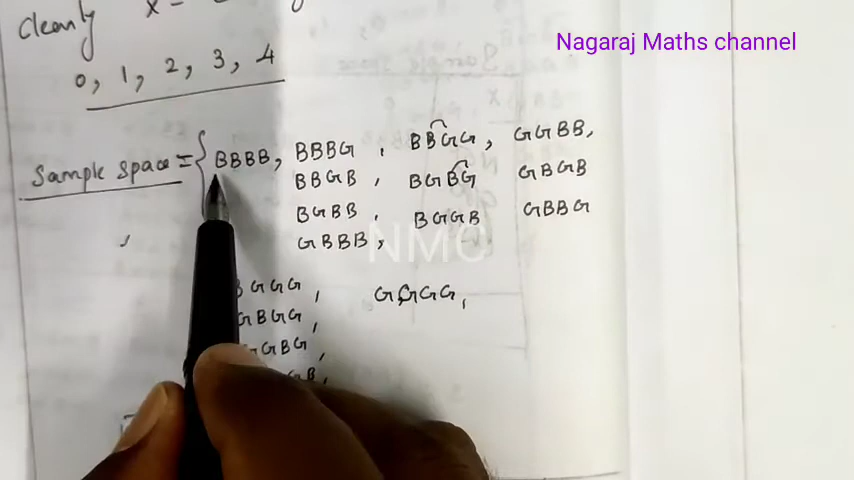 Nagaraj Maths channel
Clearly x -
0, 1, 2, 3, 4
Sample space = { BBBB, BBBG, BBGG, GGBB,
BBGB, BGBG GBGB
BGBB, BGGB GBBG
, GBBB,
BGGG, GGGG,
GBGG,
GGBG,
GB,
NMC